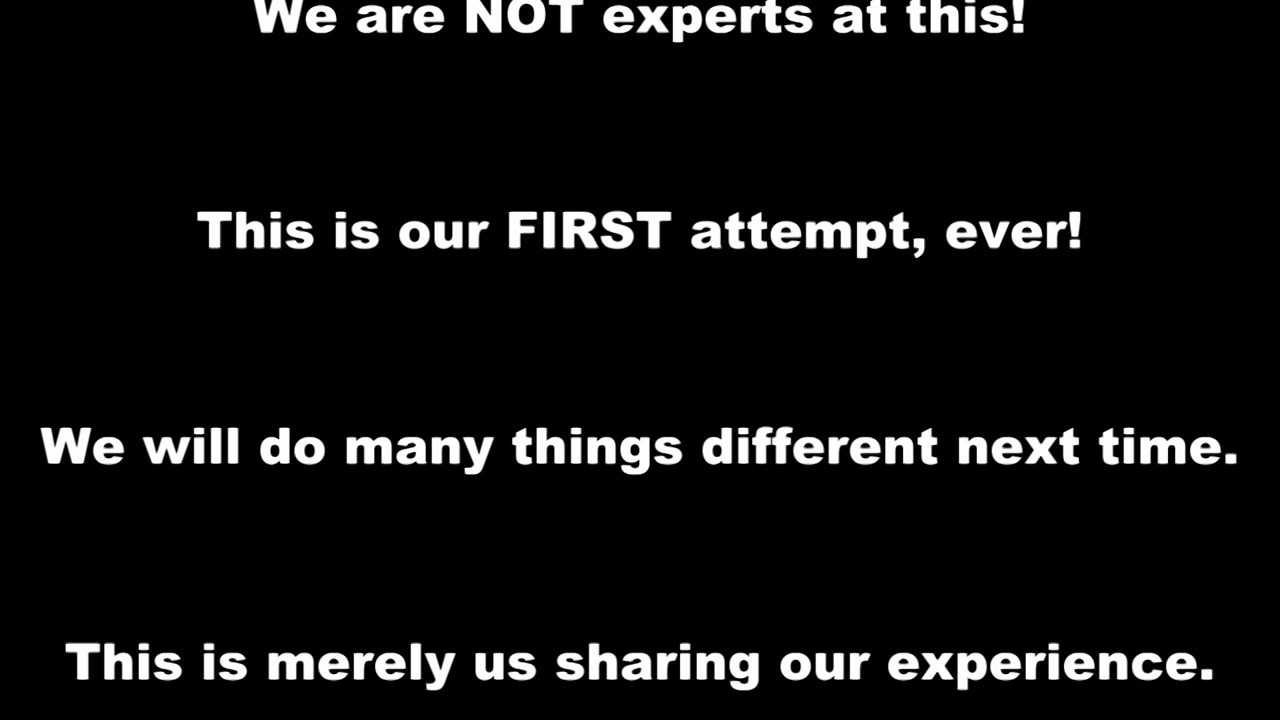 We are NOT experts at this!
This is our FIRST attempt, ever!
We will do many things different next time.
This is merely us sharing our experience.